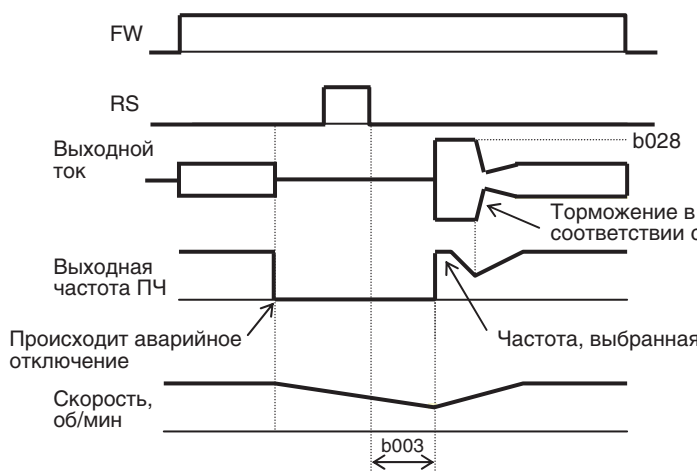 FW
RS
Выходной
ток
b028
Торможение в
соответствии с
Выходная
частота ПЧ
Происходит аварийное
отключение
Частота, выбранная
Скорость,
об/мин
b003